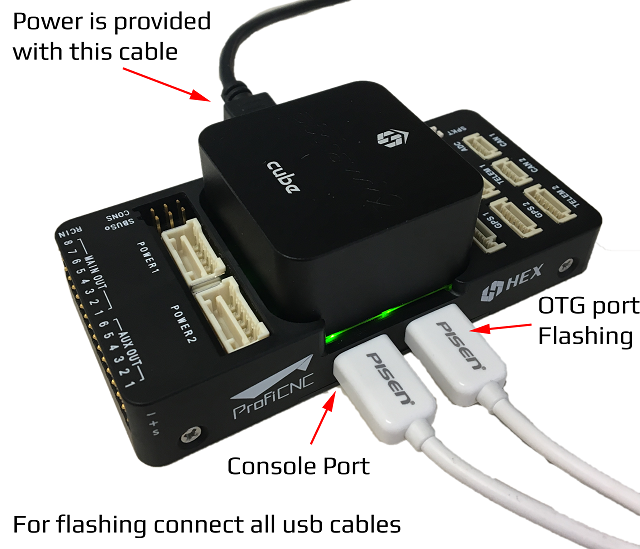 Power is provided
with this cable
cube
SPKT
ADC
CAN 1
CAN 2
TELEM 1
TELEM 2
GPS 1
GPS 2
RCIN
CONS
SBUSo
POWER1
POWER2
8 7 6 5 4 3 2 1
MAIN OUT
6 5 4 3 2 1
AUX OUT
- + S
ProfiCNC
HEX
PISEN
PISEN
OTG port
Flashing
Console Port
For flashing connect all usb cables